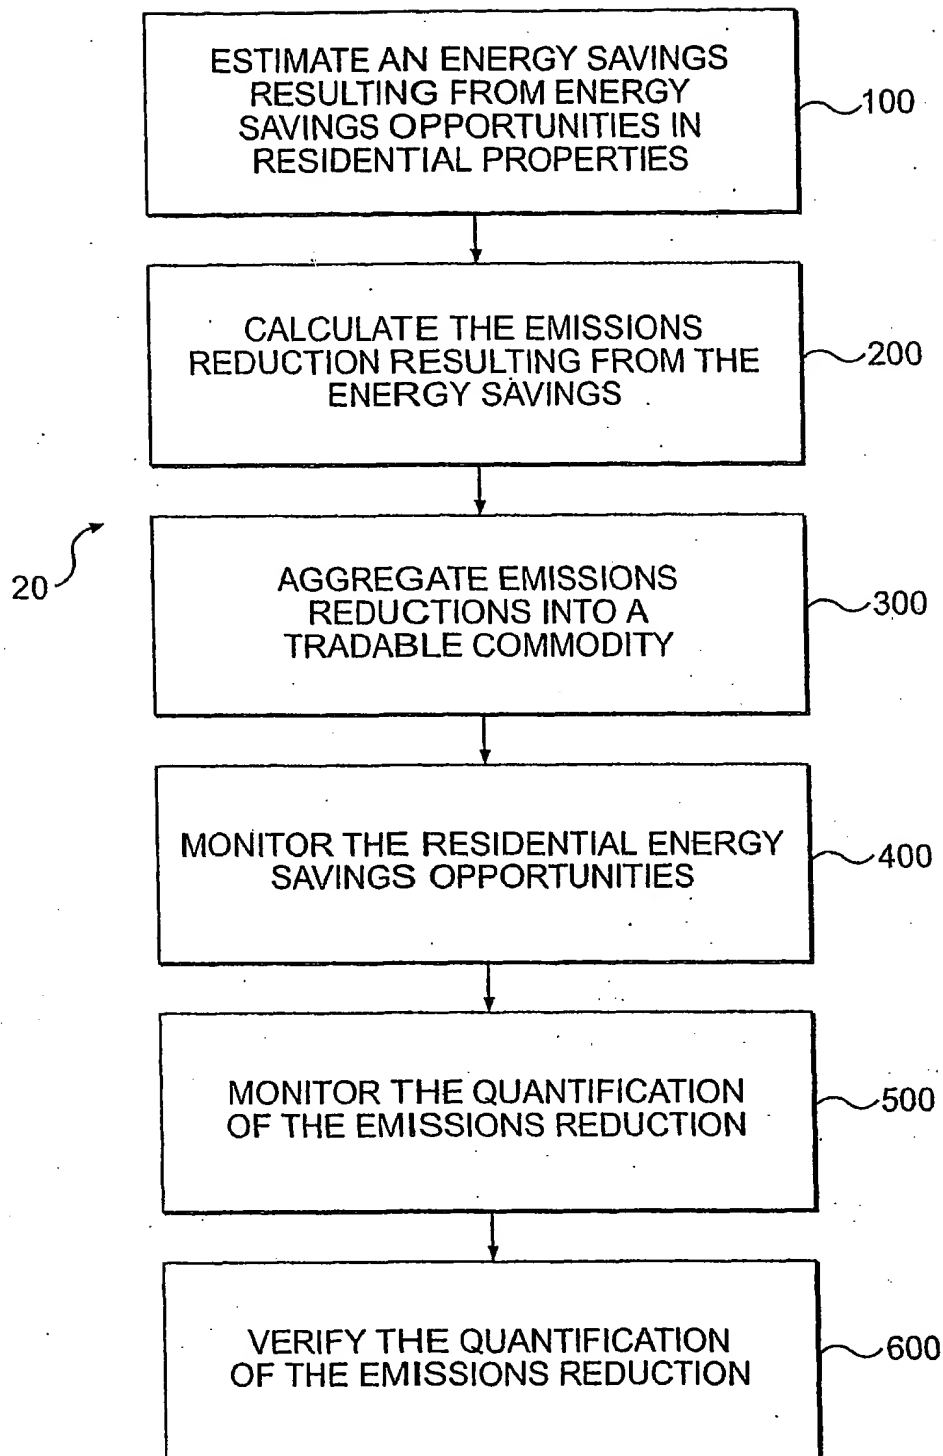 ESTIMATE AN ENERGY SAVINGS
RESULTING FROM ENERGY
SAVINGS OPPORTUNITIES IN
RESIDENTIAL PROPERTIES
100
CALCULATE THE EMISSIONS
REDUCTION RESULTING FROM THE
ENERGY SAVINGS
200
20
AGGREGATE EMISSIONS
REDUCTIONS INTO A
TRADABLE COMMODITY
300
MONITOR THE RESIDENTIAL ENERGY
SAVINGS OPPORTUNITIES
400
MONITOR THE QUANTIFICATION
OF THE EMISSIONS REDUCTION
500
VERIFY THE QUANTIFICATION
OF THE EMISSIONS REDUCTION
600